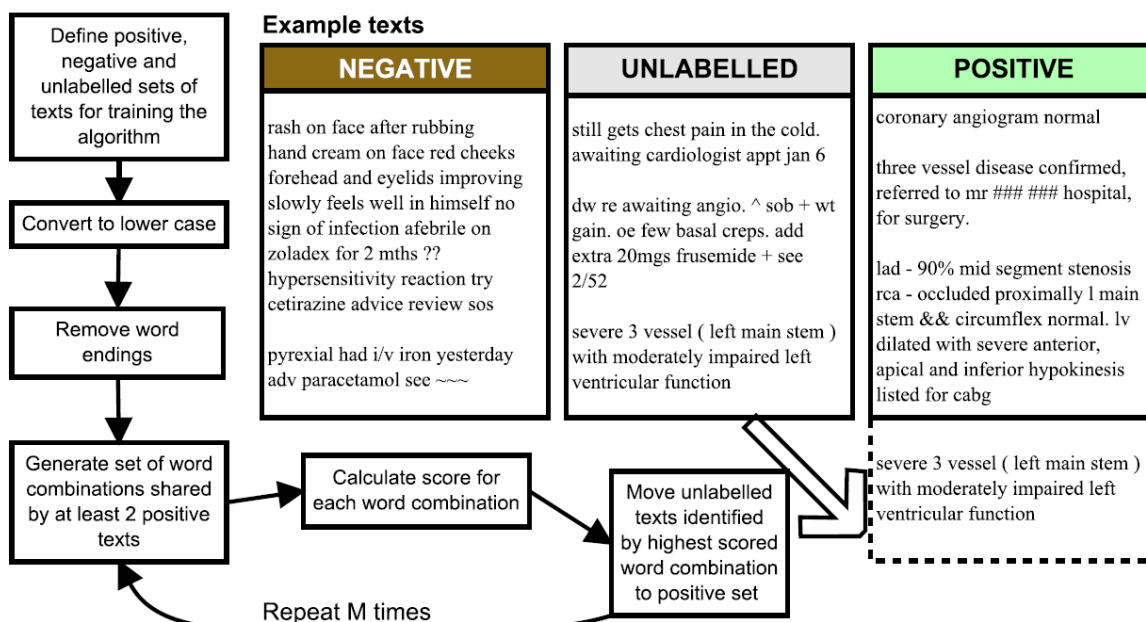 Define positive,
negative and
unlabelled sets of
texts for training the
algorithm
Convert to lower case
Remove word
endings
Generate set of word
combinations shared
by at least 2 positive
texts
Calculate score for
each word combination
Move unlabelled
texts identified
by highest scored
word combination
to positive set
Repeat M times
Example texts
NEGATIVE
rash on face after rubbing
hand cream on face red cheeks
forehead and eyelids improving
slowly feels well in himself no
sign of infection afebrile on
zoladex for 2 mths ??
hypersensitivity reaction try
cetirazine advice review sos
pyrexial had i/v iron yesterday
adv paracetamol see ~~~
UNLABELLED
still gets chest pain in the cold.
awaiting cardiologist appt jan 6
dw re awaiting angio. ^ sob + wt
gain. oe few basal creps. add
extra 20mgs frusemide + see
2/52
severe 3 vessel ( left main stem )
with moderately impaired left
ventricular function
POSITIVE
coronary angiogram normal
three vessel disease confirmed,
referred to mr ### ### hospital,
for surgery.
lad - 90% mid segment stenosis
rca - occluded proximally l main
stem && circumflex normal. lv
dilated with severe anterior,
apical and inferior hypokinesis
listed for cabg
severe 3 vessel ( left main stem )
with moderately impaired left
ventricular function